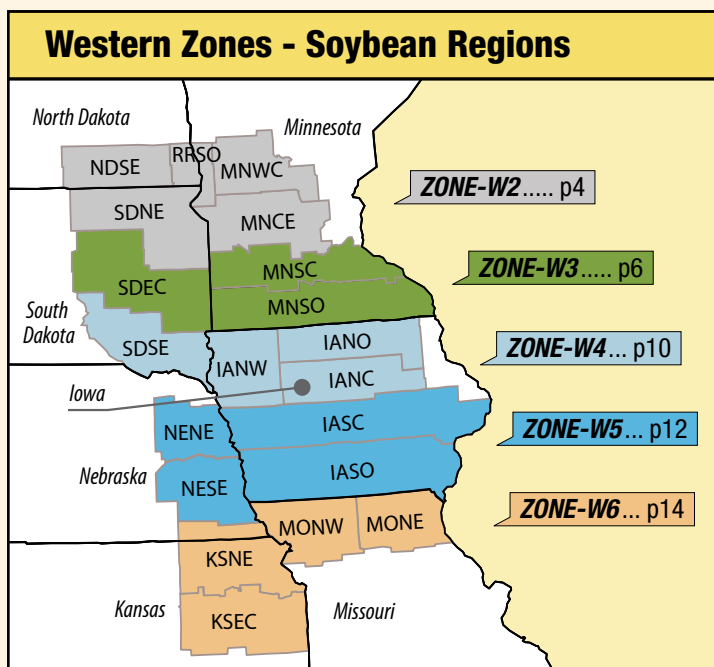 Western Zones - Soybean Regions
North Dakota
Minnesota
RRSO
NDSE
MNWC
SDNE
MNCE
ZONE-W2..... p4
MNSC
SDEC
ZONE-W3..... p6
MNSO
South
Dakota
SDSE
IANW
IANO
ZONE-W4... p10
IANC
Iowa
NENE
IASC
ZONE-W5... p12
Nebraska
NESE
IASO
MONW
MONE
ZONE-W6... p14
KSNE
Kansas
KSEC
Missouri